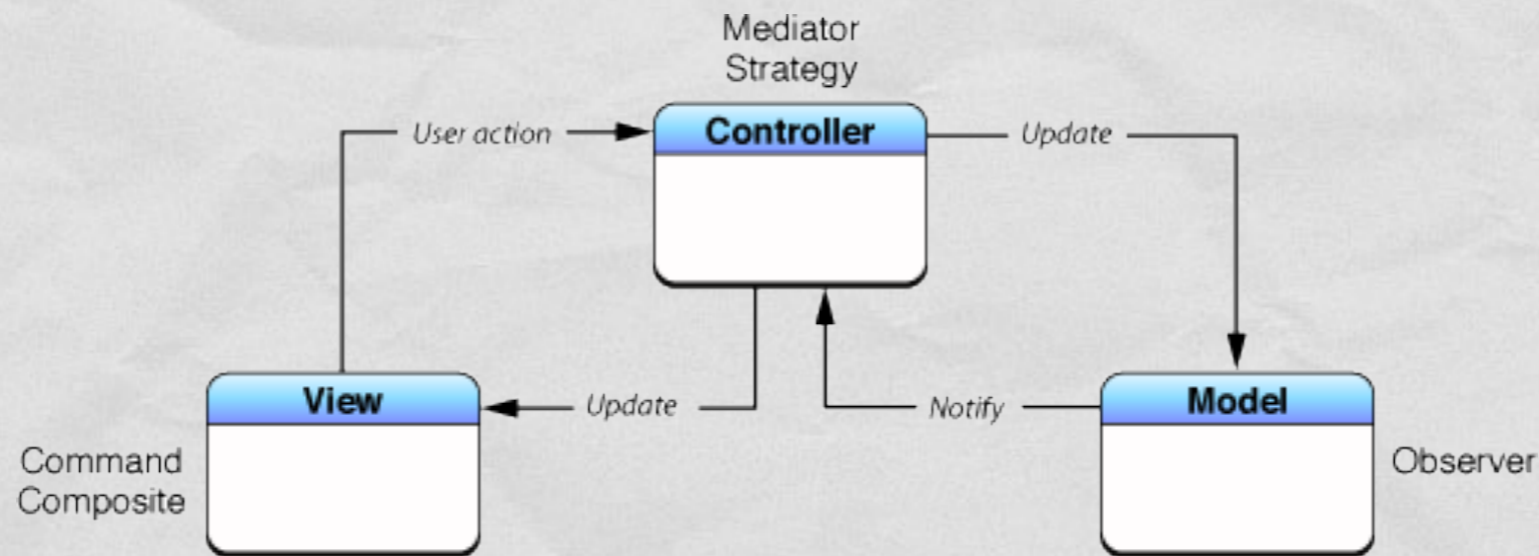 Mediator
Strategy
Controller
User action
Update
View
Update
Notify
Model
Command
Composite
Observer